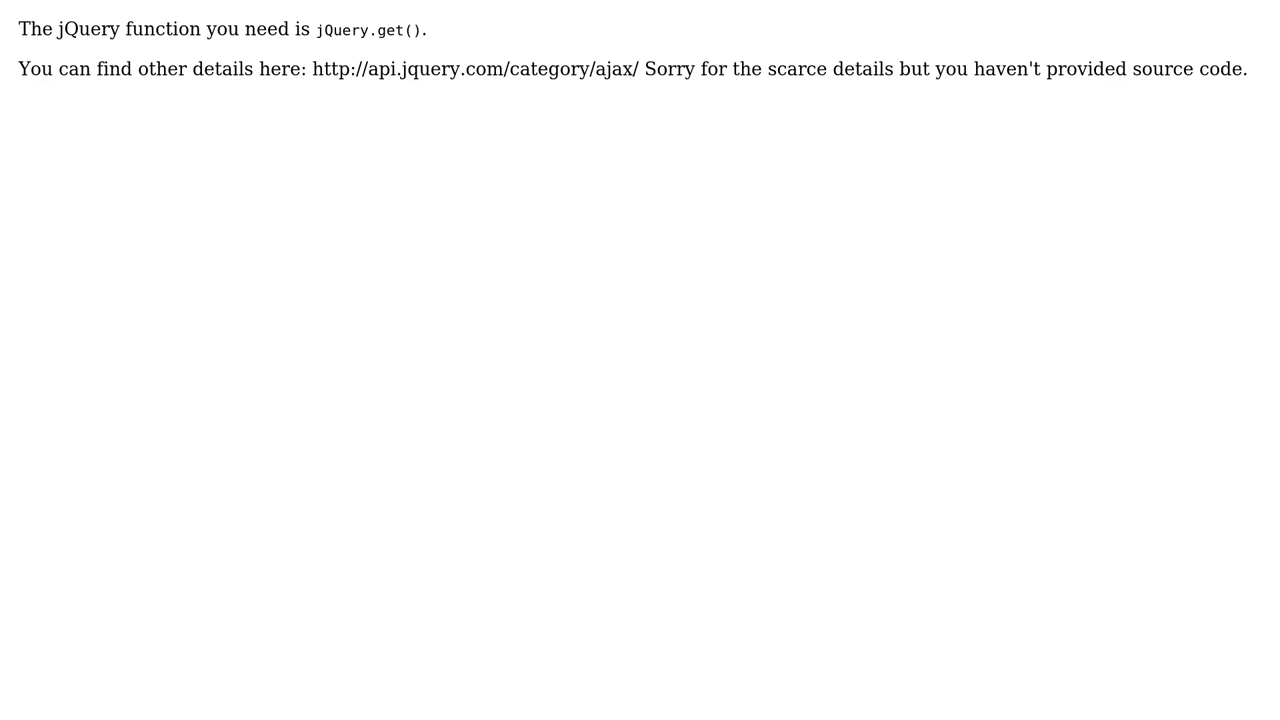 The jQuery function you need is jQuery.get().
You can find other details here: http://api.jquery.com/category/ajax/ Sorry for the scarce details but you haven't provided source code.